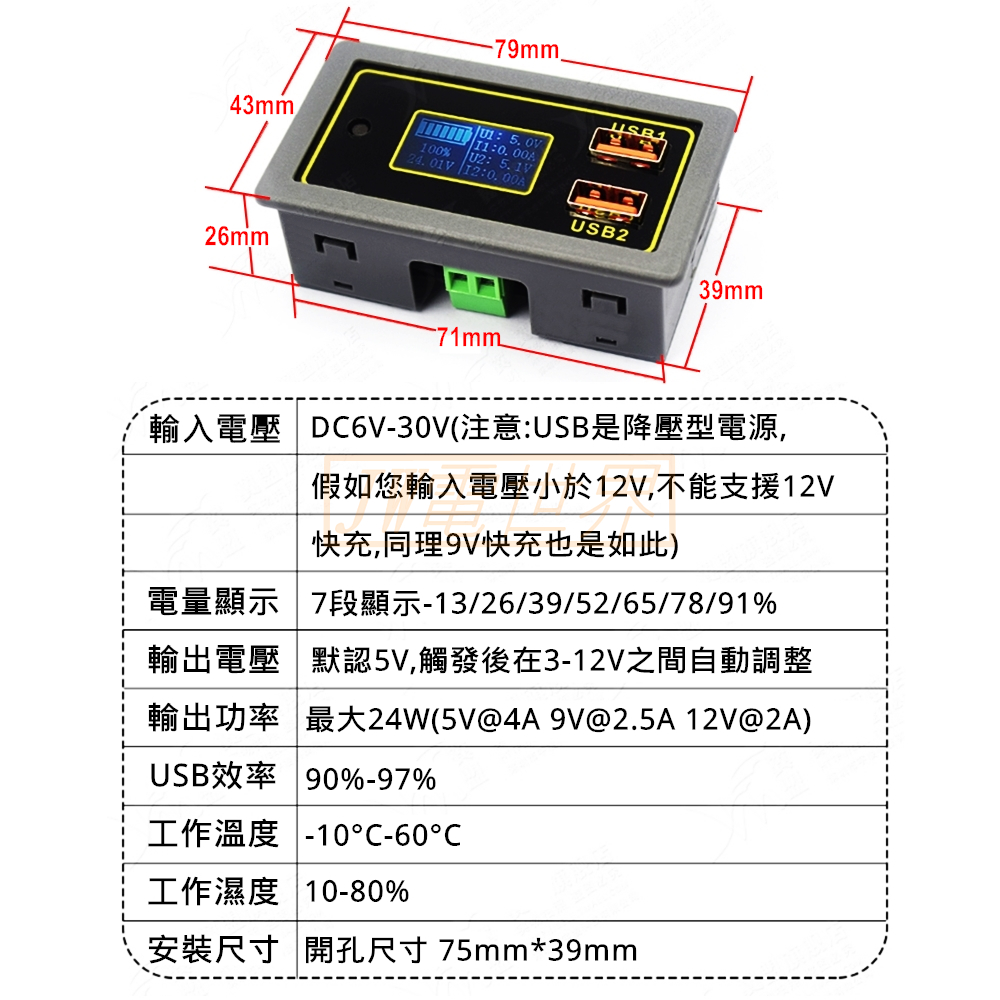 79mm
43mm
USB1
U1: 5.0V
I1:0.00A
100%
U2: 5.1V
24.01V
I2:0.00A
USB2
26mm
39mm
71mm
輸入電壓 DC6V-30V(注意:USB是降壓型電源,
假如您輸入電壓小於12V,不能支援12V
JW電世界
快充,同理9V快充也是如此)
電量顯示 7段顯示-13/26/39/52/65/78/91%
輸出電壓 默認5V,觸發後在3-12V之間自動調整
輸出功率 最大24W(5V@4A 9V@2.5A 12V@2A)
USB效率 90%-97%
工作溫度 -10°C-60°C
工作濕度 10-80%
安裝尺寸 開孔尺寸 75mm*39mm